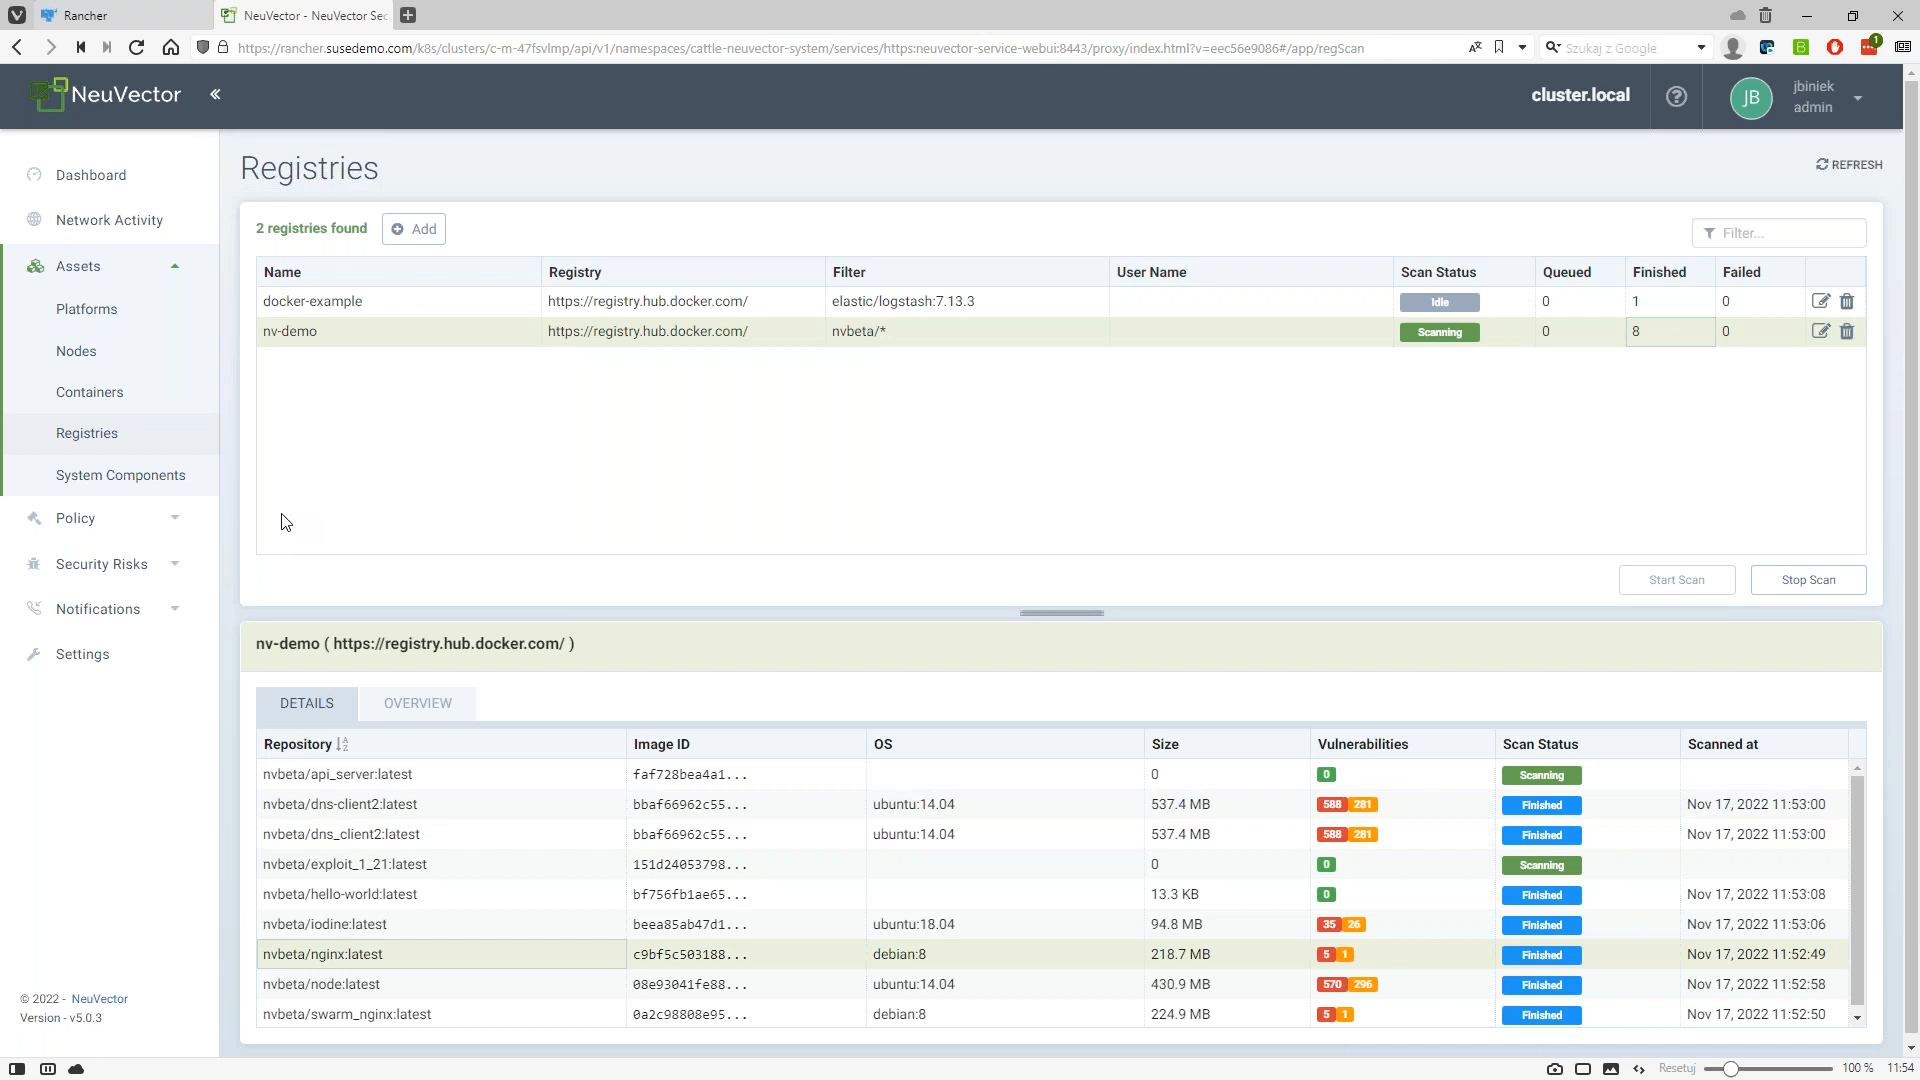 Rancher
NeuVector - NeuVector Sec
https://rancher.susedemo.com/k8s/clusters/c-m-47fsvlmp/api/v1/namespaces/cattle-neuvector-system/services/https:neuvector-service-webui:8443/proxy/index.html?v=eec56e9086#/app/regScan
Szukaj z Google
1
NeuVector
cluster.local
JB
jbiniek
admin
Dashboard
Network Activity
Assets
Platforms
Nodes
Containers
Registries
System Components
Policy
Security Risks
Notifications
Settings
© 2022 - NeuVector
Version - v5.0.3
Registries
REFRESH
2 registries found
Add
Filter...
Name Registry Filter User Name Scan Status Queued Finished Failed
docker-example https://registry.hub.docker.com/ elastic/logstash:7.13.3 Idle 0 1 0
nv-demo https://registry.hub.docker.com/ nvbeta/* Scanning 0 8 0
Start Scan
Stop Scan
nv-demo ( https://registry.hub.docker.com/ )
DETAILS
OVERVIEW
Repository Image ID OS Size Vulnerabilities Scan Status Scanned at
nvbeta/api_server:latest faf728bea4a1... 0 0 Scanning
nvbeta/dns-client2:latest bbaf66962c55... ubuntu:14.04 537.4 MB 588 281 Finished Nov 17, 2022 11:53:00
nvbeta/dns_client2:latest bbaf66962c55... ubuntu:14.04 537.4 MB 588 281 Finished Nov 17, 2022 11:53:00
nvbeta/exploit_1_21:latest 151d24053798... 0 0 Scanning
nvbeta/hello-world:latest bf756fb1ae65... 13.3 KB 0 Finished Nov 17, 2022 11:53:08
nvbeta/iodine:latest beea85ab47d1... ubuntu:18.04 94.8 MB 35 26 Finished Nov 17, 2022 11:53:06
nvbeta/nginx:latest c9bf5c503188... debian:8 218.7 MB 5 1 Finished Nov 17, 2022 11:52:49
nvbeta/node:latest 08e93041fe88... ubuntu:14.04 430.9 MB 570 296 Finished Nov 17, 2022 11:52:58
nvbeta/swarm_nginx:latest 0a2c98808e95... debian:8 224.9 MB 5 1 Finished Nov 17, 2022 11:52:50
Resetuj
100 %
11:54